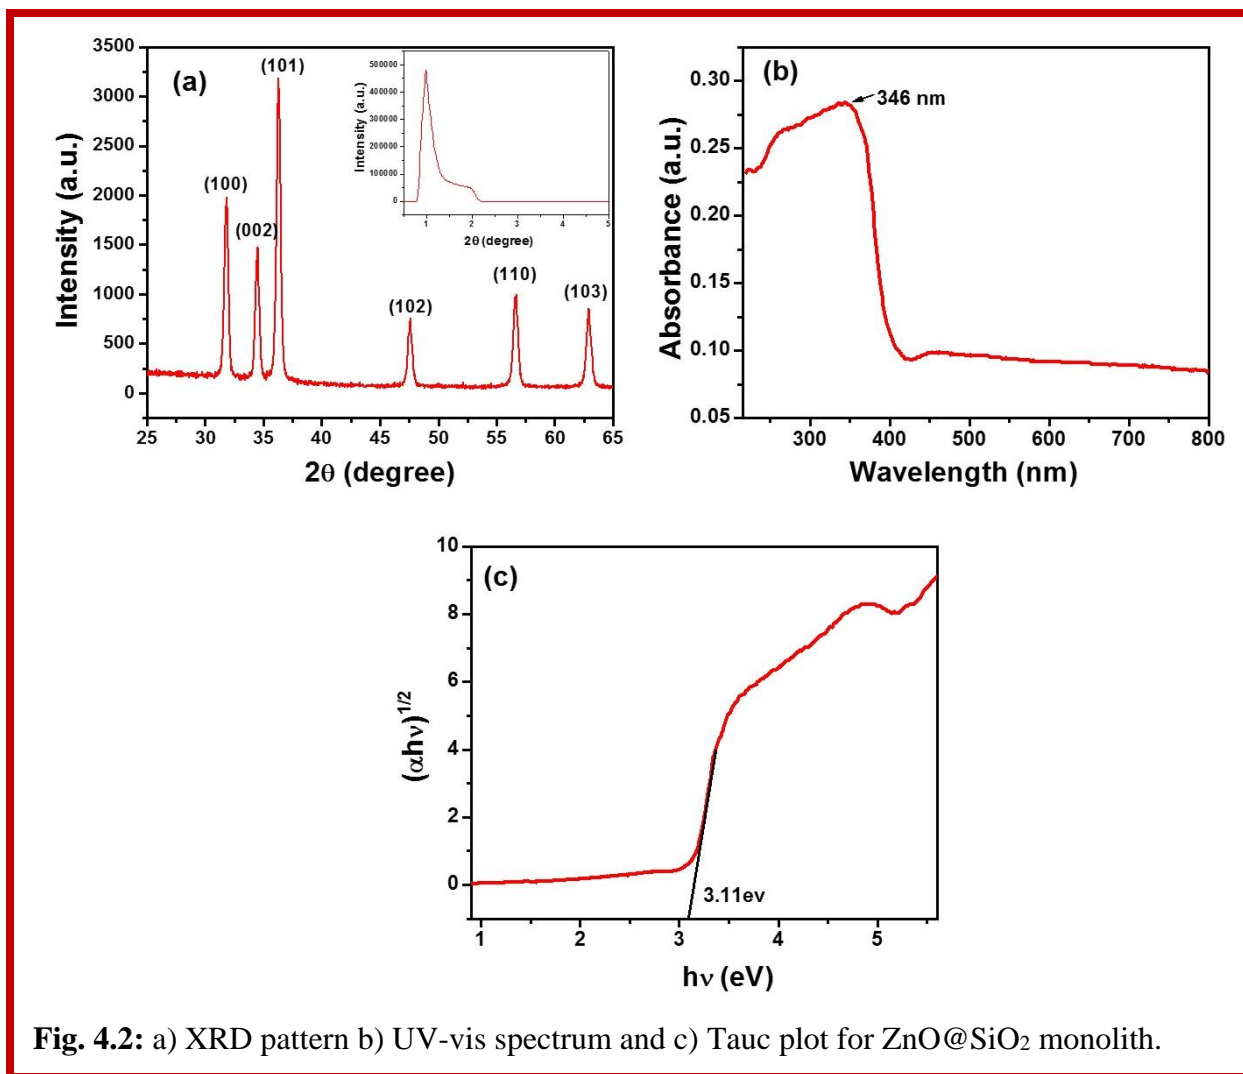 (a)
3500
3000
2500
2000
1500
1000
500
0
Intensity (a.u.)
(100)
(002)
(101)
(102)
(110)
(103)
25 30 35 40 45 50 55 60 65
2θ (degree)
500000
400000
300000
200000
100000
0
Intensity (a.u.)
1 2 3 4 5
2θ (degree)
(b)
346 nm
0.30
0.25
0.20
0.15
0.10
0.05
Absorbance (a.u.)
300 400 500 600 700 800
Wavelength (nm)
(c)
10
8
6
4
2
0
(αhν)1/2
3.11ev
1 2 3 4 5
hν (eV)
Fig. 4.2: a) XRD pattern b) UV-vis spectrum and c) Tauc plot for ZnO@SiO2 monolith.